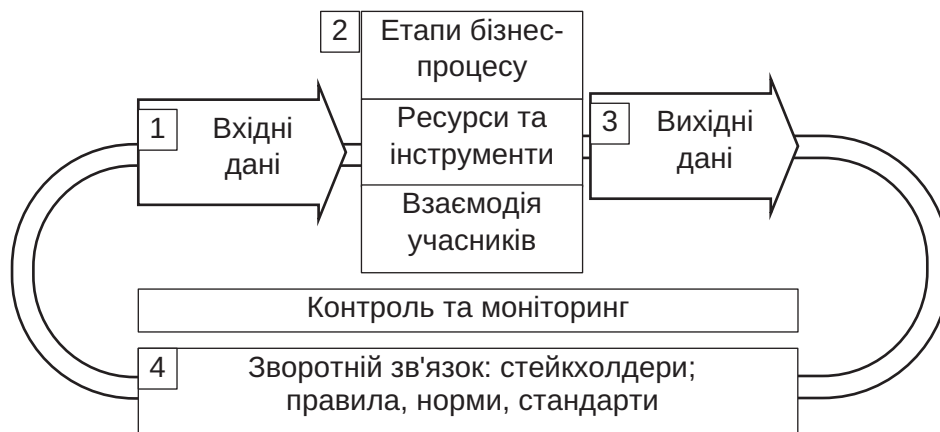 2
Етапи бізнес-
процесу
1
Вхідні
дані
Ресурси та
інструменти
3
Вихідні
дані
Взаємодія
учасників
Контроль та моніторинг
4
Зворотній зв'язок: стейкхолдери;
правила, норми, стандарти